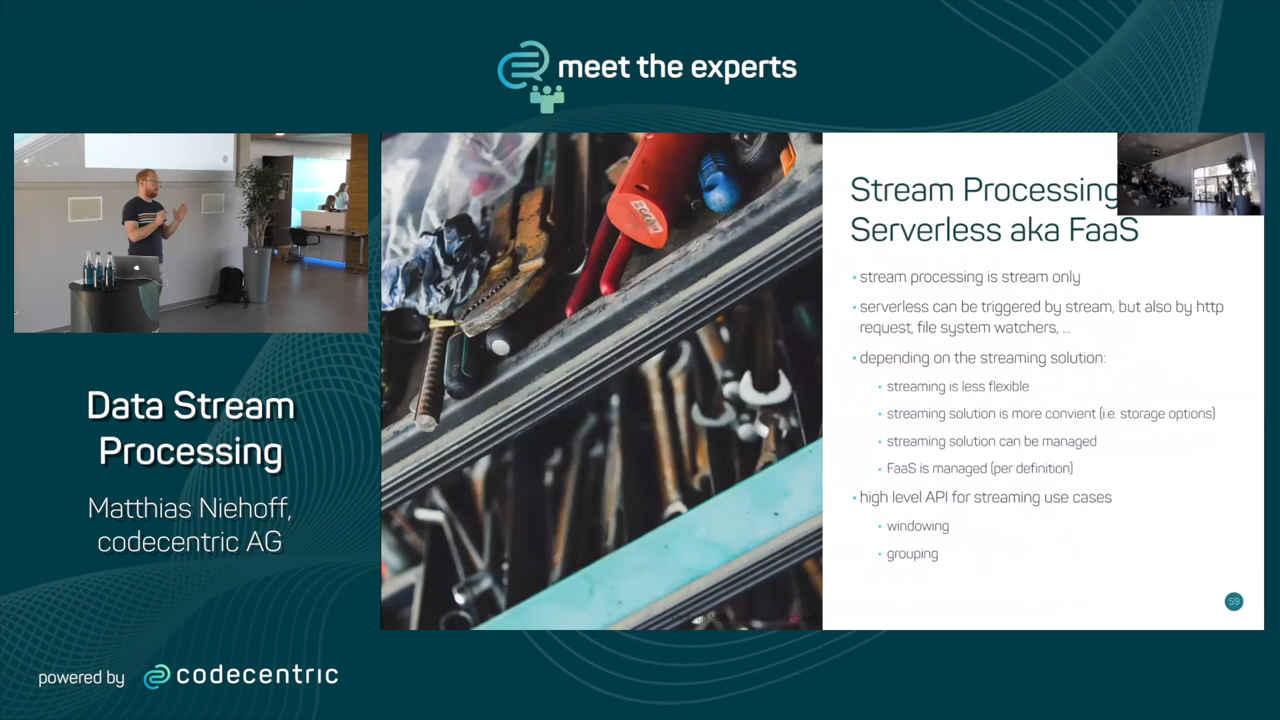 meet the experts
Data Stream
Processing
Matthias Niehoff,
codecentric AG
powered by codecentric
Stream Processing
Serverless aka FaaS
• stream processing is stream only
• serverless can be triggered by stream, but also by http
request, file system watchers, ...
• depending on the streaming solution:
• streaming is less flexible
• streaming solution is more convient (i.e. storage options)
• streaming solution can be managed
• FaaS is managed (per definition)
• high level API for streaming use cases
• windowing
• grouping
59